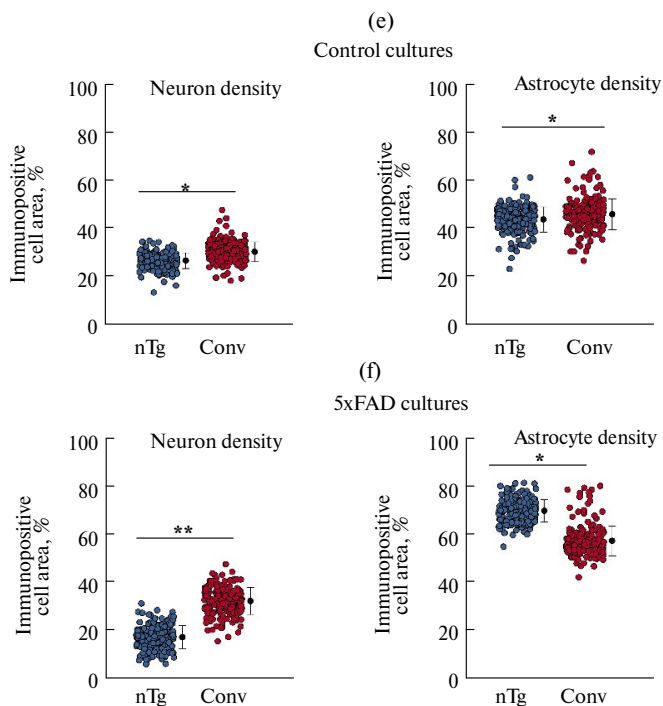 (e)
Control cultures
Neuron density
Immunopositive
cell area, %
100
80
60
40
20
0
*
nTg Conv
Astrocyte density
Immunopositive
cell area, %
100
80
60
40
20
0
*
nTg Conv
(f)
5xFAD cultures
Neuron density
Immunopositive
cell area, %
100
80
60
40
20
0
**
nTg Conv
Astrocyte density
Immunopositive
cell area, %
100
80
60
40
20
0
*
nTg Conv